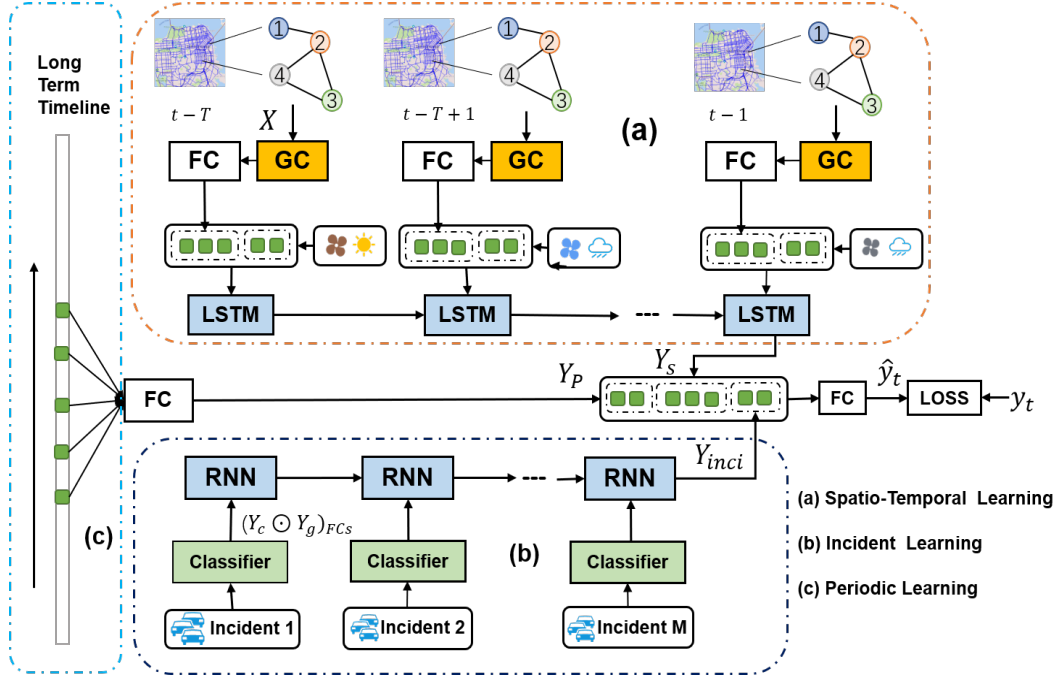 Long
Term
Timeline
1
2
4
3
1
2
4
3
1
2
4
3
t − T
X
t − T + 1
t − 1
(a)
FC
GC
FC
GC
FC
GC
LSTM
LSTM
---
LSTM
Y_P
Y_s
ŷ_t
FC
FC
LOSS
y_t
Y_inci
RNN
RNN
---
RNN
(c)
(Y_c ⊙ Y_g)_FCs
(b)
Classifier
Classifier
Classifier
Incident 1
Incident 2
Incident M
(a) Spatio-Temporal Learning
(b) Incident Learning
(c) Periodic Learning